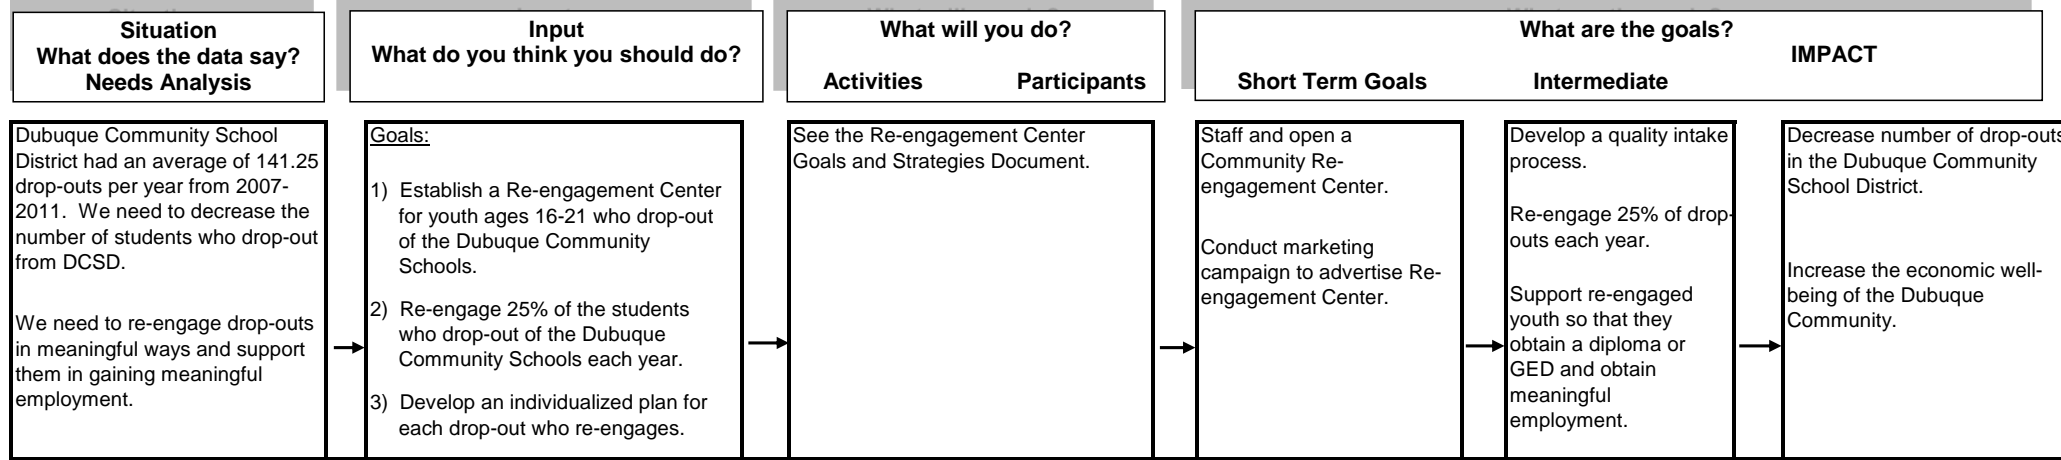 Situation
What does the data say?
Needs Analysis
Input
What do you think you should do?
What will you do?
Activities Participants
What are the goals?
IMPACT
Short Term Goals Intermediate
Dubuque Community School
District had an average of 141.25
drop-outs per year from 2007-
2011. We need to decrease the
number of students who drop-out
from DCSD.
We need to re-engage drop-outs
in meaningful ways and support
them in gaining meaningful
employment.
Goals:
1) Establish a Re-engagement Center
for youth ages 16-21 who drop-out
of the Dubuque Community
Schools.
2) Re-engage 25% of the students
who drop-out of the Dubuque
Community Schools each year.
3) Develop an individualized plan for
each drop-out who re-engages.
See the Re-engagement Center
Goals and Strategies Document.
Staff and open a
Community Re-
engagement Center.
Conduct marketing
campaign to advertise Re-
engagement Center.
Develop a quality intake
process.
Re-engage 25% of drop-
outs each year.
Support re-engaged
youth so that they
obtain a diploma or
GED and obtain
meaningful
employment.
Decrease number of drop-outs
in the Dubuque Community
School District.
Increase the economic well-
being of the Dubuque
Community.